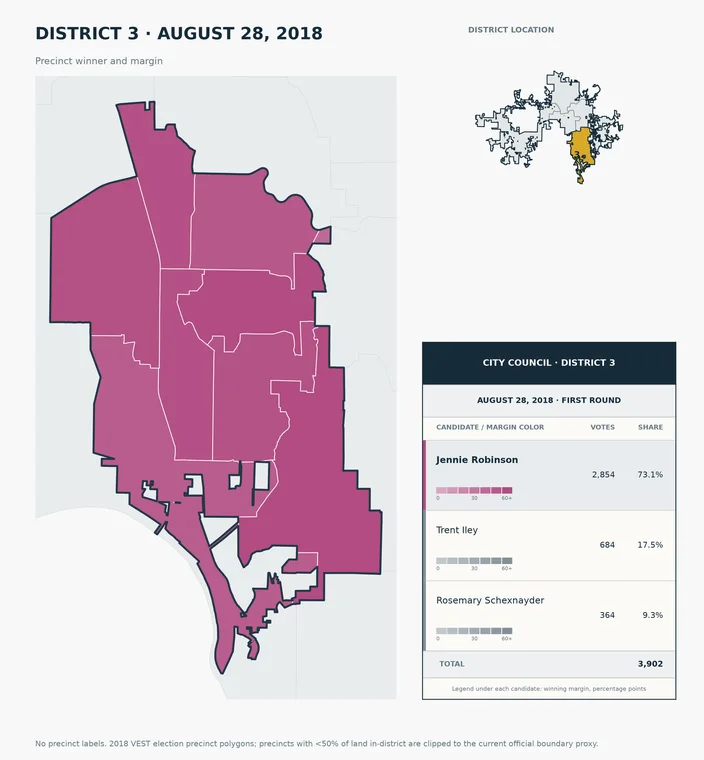 DISTRICT 3 · AUGUST 28, 2018
DISTRICT LOCATION
Precinct winner and margin
3
CITY COUNCIL · DISTRICT 3
AUGUST 28, 2018 · FIRST ROUND
CANDIDATE / MARGIN COLOR VOTES SHARE
Jennie Robinson
2,854 73.1%
0 30 60+
Trent Iley
684 17.5%
0 30 60+
Rosemary Schexnayder
364 9.3%
0 30 60+
TOTAL 3,902
Legend under each candidate: winning margin, percentage points
No precinct labels. 2018 VEST election precinct polygons; precincts with <50% of land in-district are clipped to the current official boundary proxy.